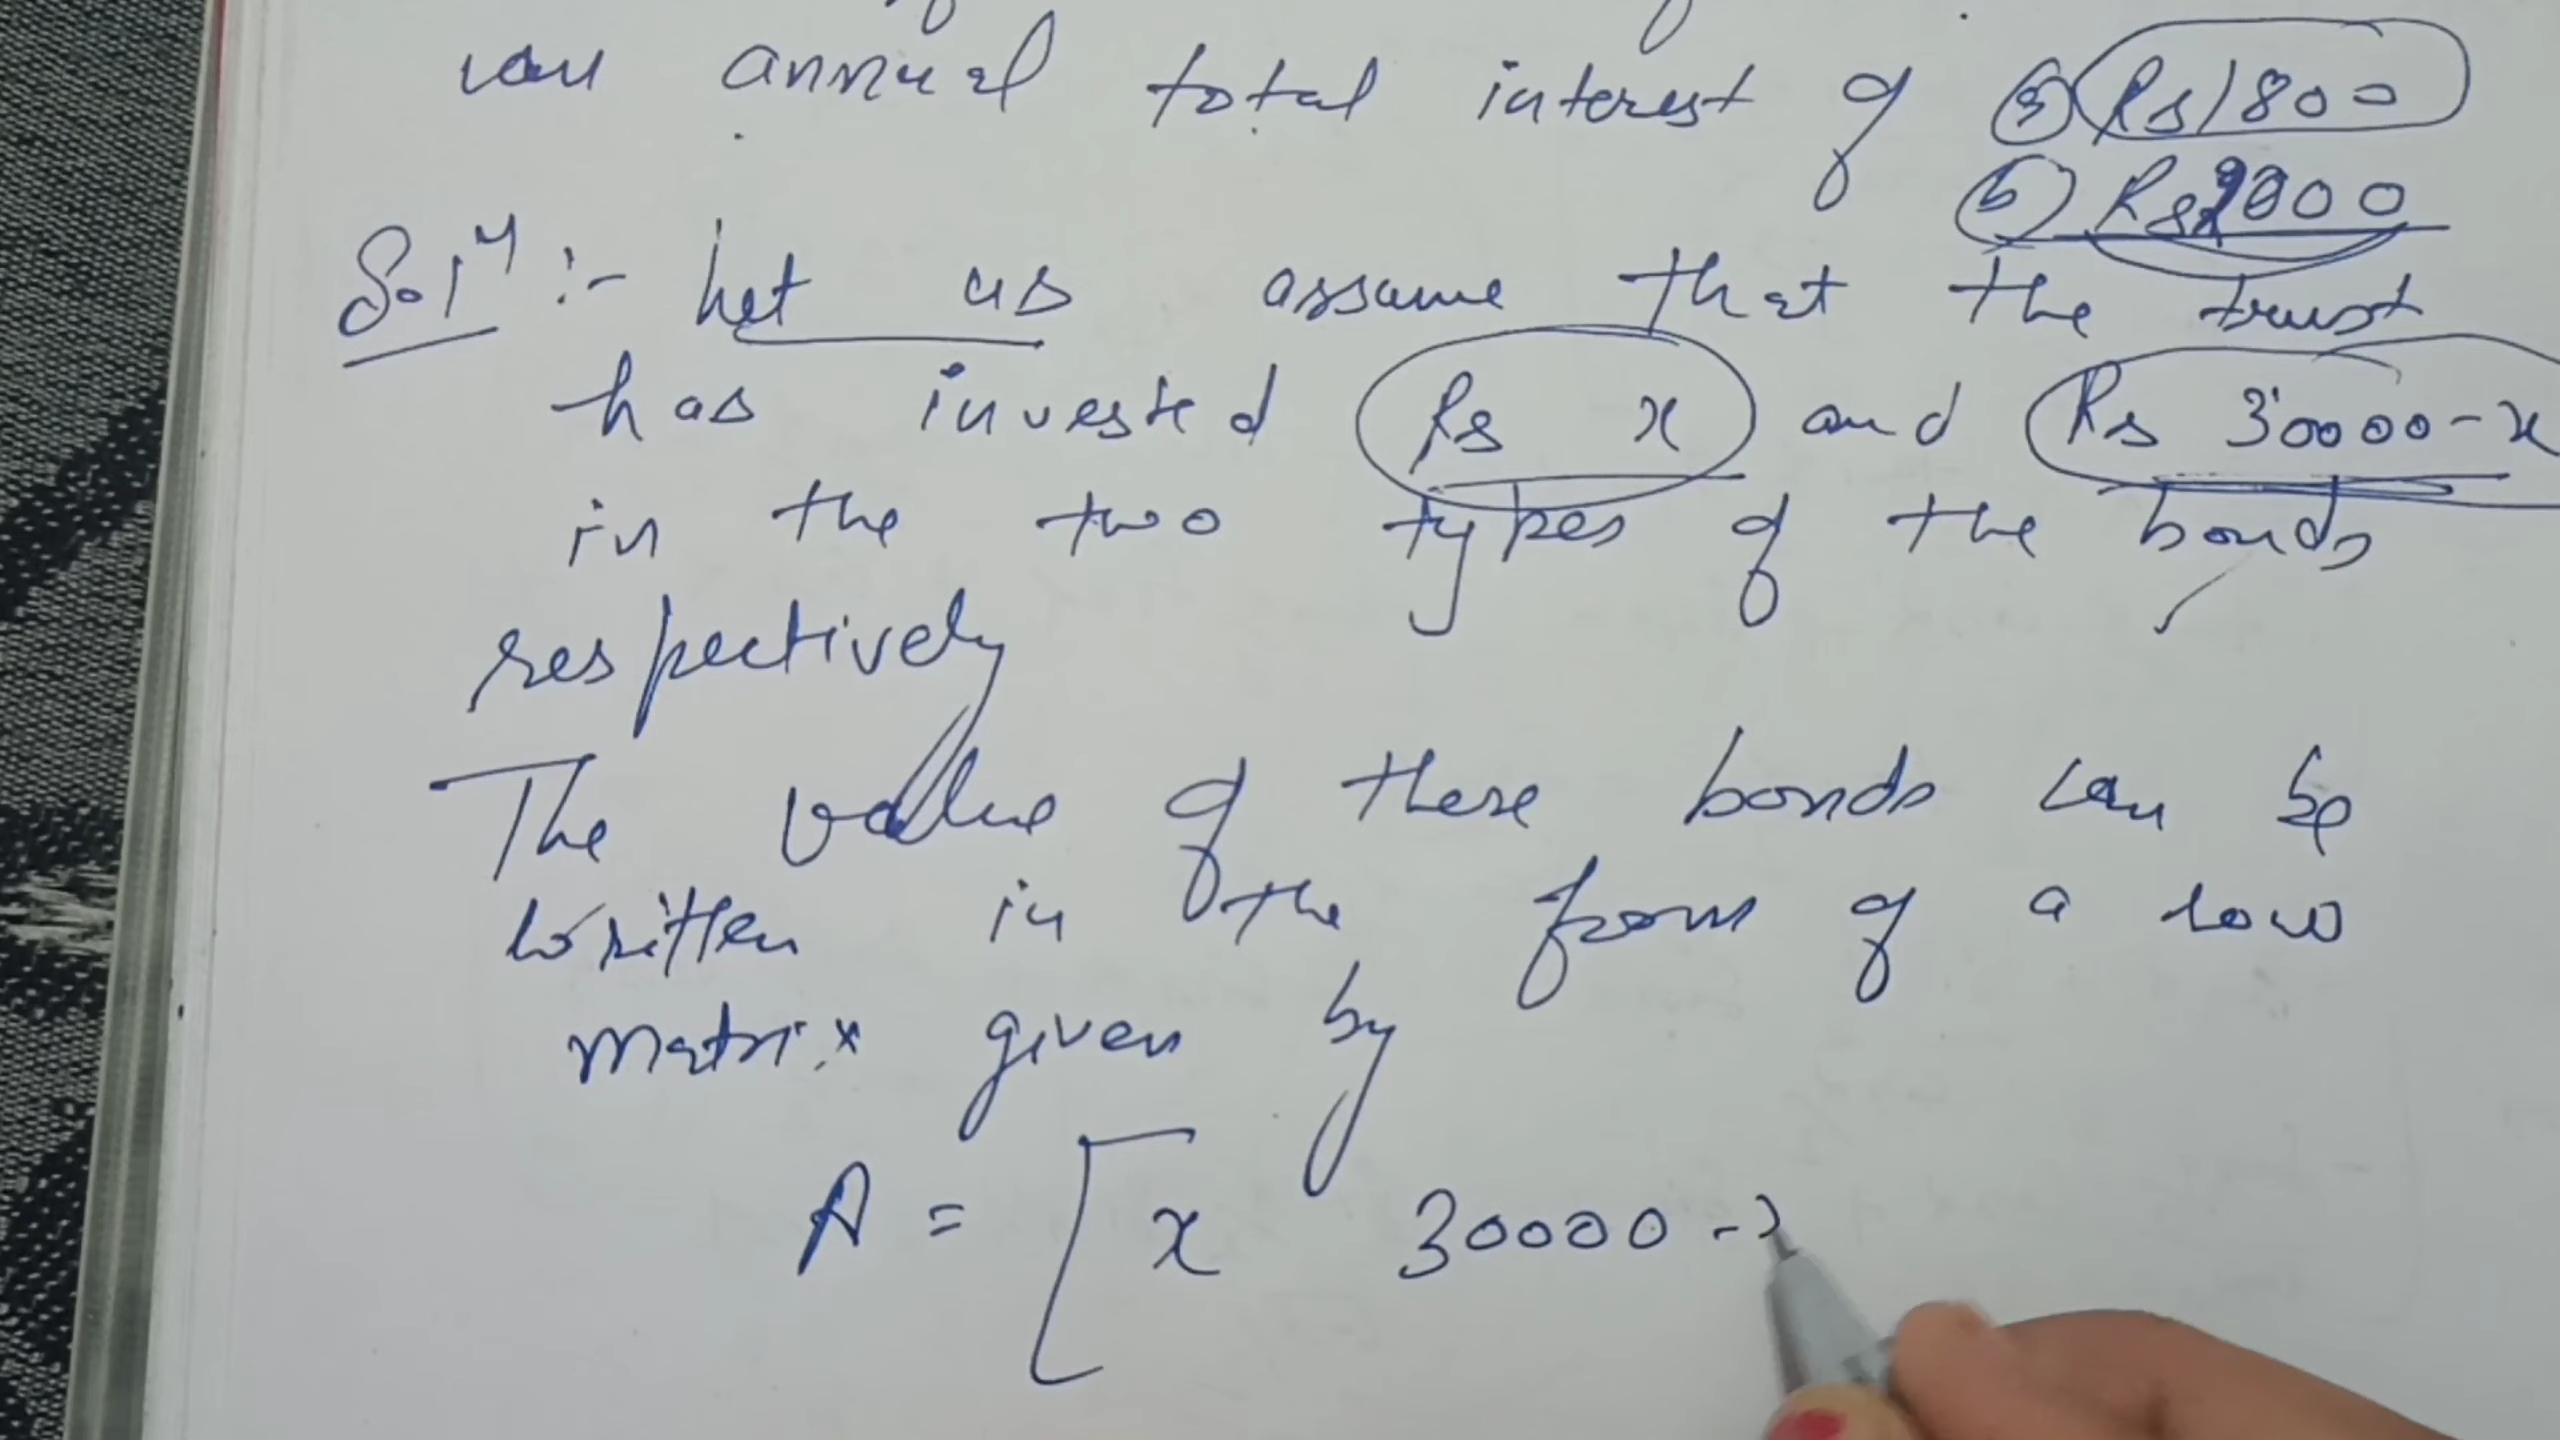 an annual total interest of (a) Rs 1800
(b) Rs 2000
Solⁿ :- Let us assume that the trust
has invested Rs x and Rs 30000-x
in the two types of the bonds
respectively
The value of these bonds can be
written in the form of a row
matrix given by
A = [ x 30000 -